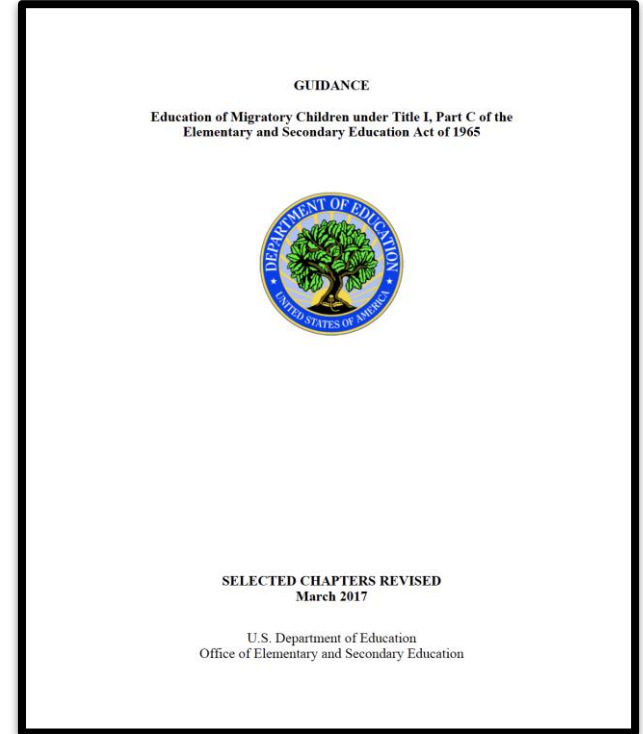 GUIDANCE
Education of Migratory Children under Title I, Part C of the
Elementary and Secondary Education Act of 1965
DEPARTMENT OF EDUCATION
UNITED STATES OF AMERICA
SELECTED CHAPTERS REVISED
March 2017
U.S. Department of Education
Office of Elementary and Secondary Education